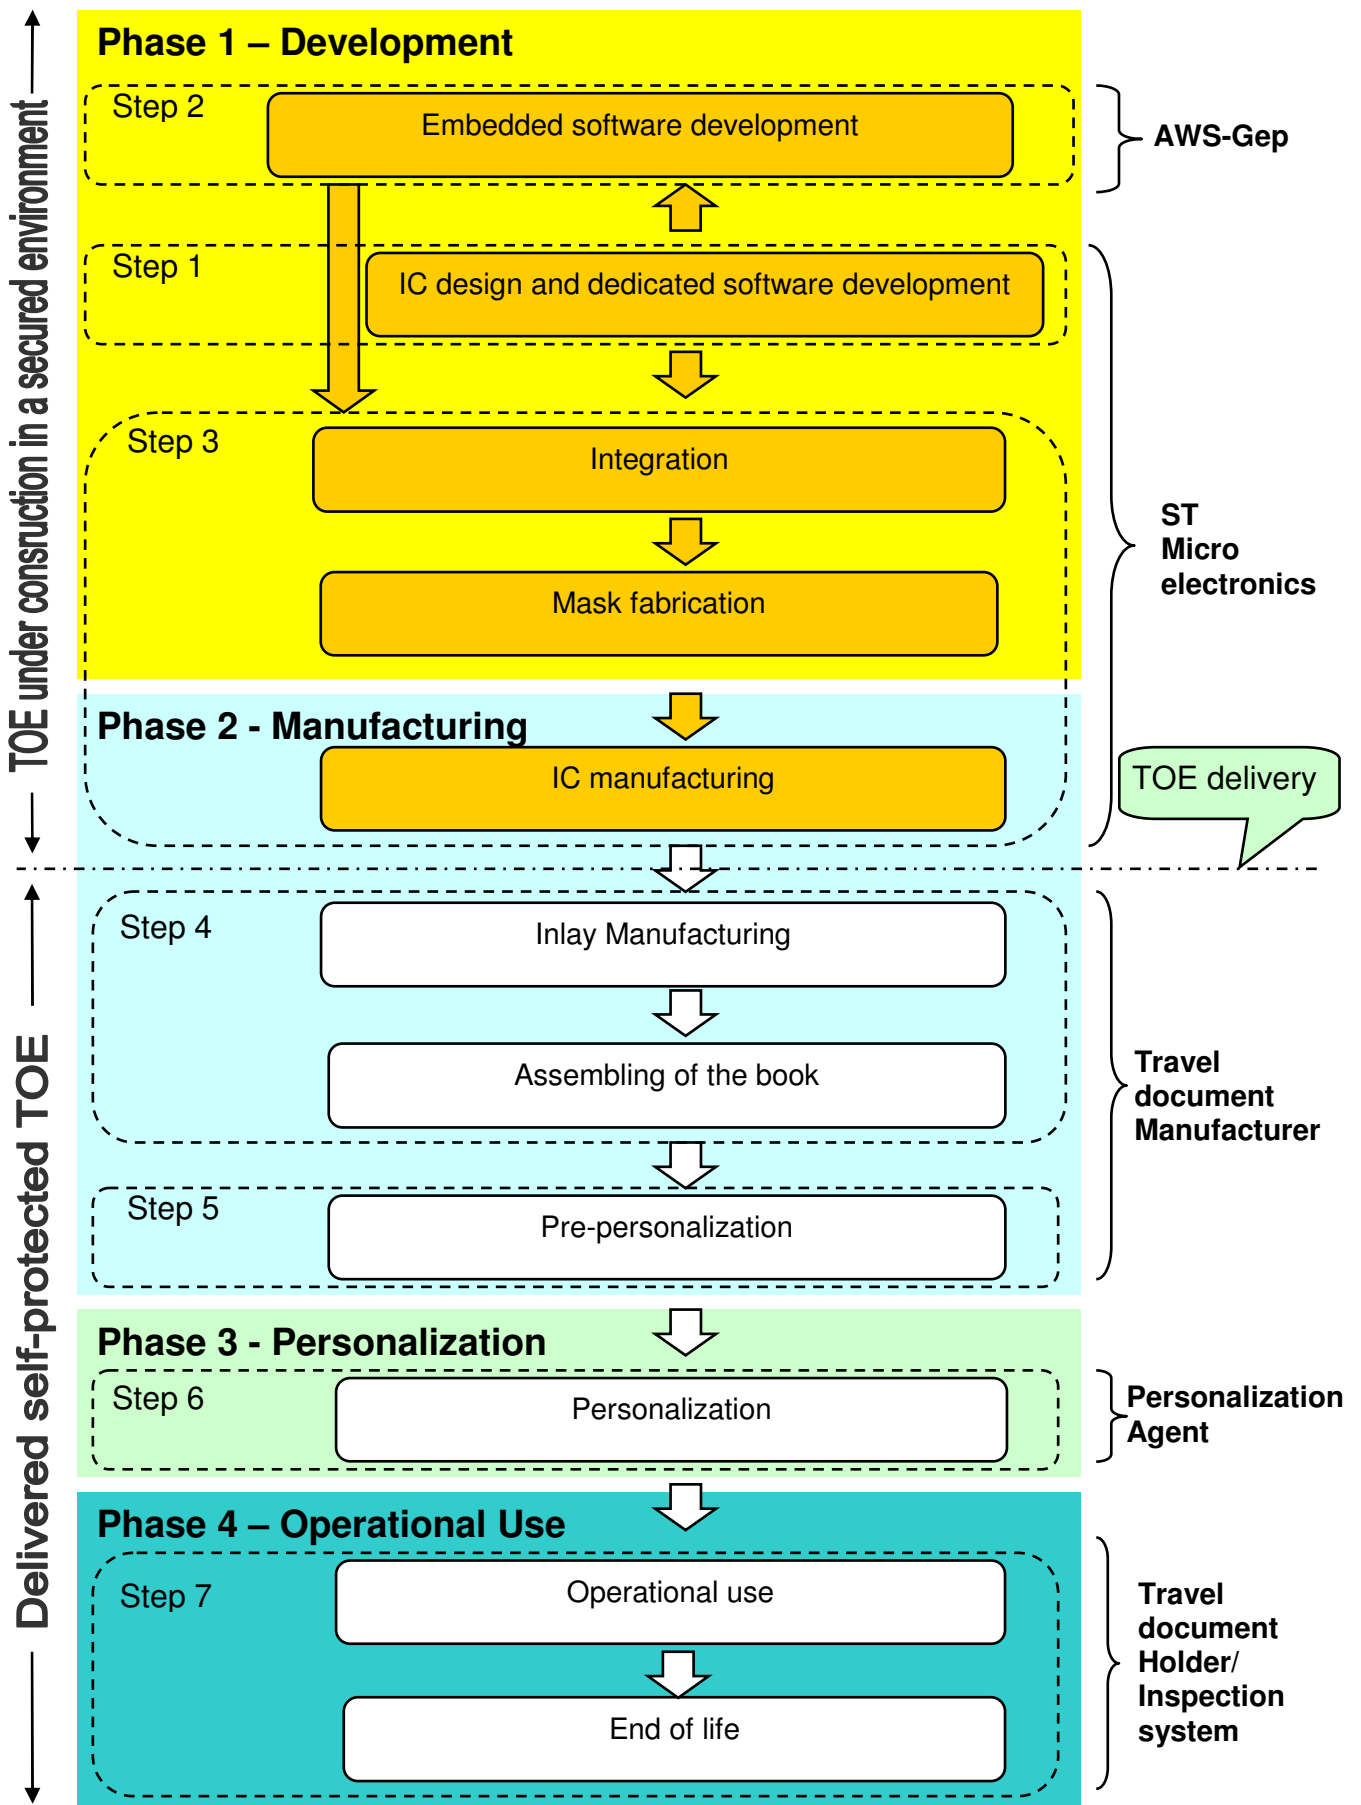 Phase 1 – Development
Step 2
Embedded software development
AWS-Gep
Step 1
IC design and dedicated software development
Step 3
Integration
Mask fabrication
ST
Micro
electronics
TOE under consruction in a secured environment
Phase 2 - Manufacturing
IC manufacturing
TOE delivery
Step 4
Inlay Manufacturing
Assembling of the book
Travel
document
Manufacturer
Step 5
Pre-personalization
Delivered self-protected TOE
Phase 3 - Personalization
Step 6
Personalization
Personalization
Agent
Phase 4 – Operational Use
Step 7
Operational use
End of life
Travel
document
Holder/
Inspection
system